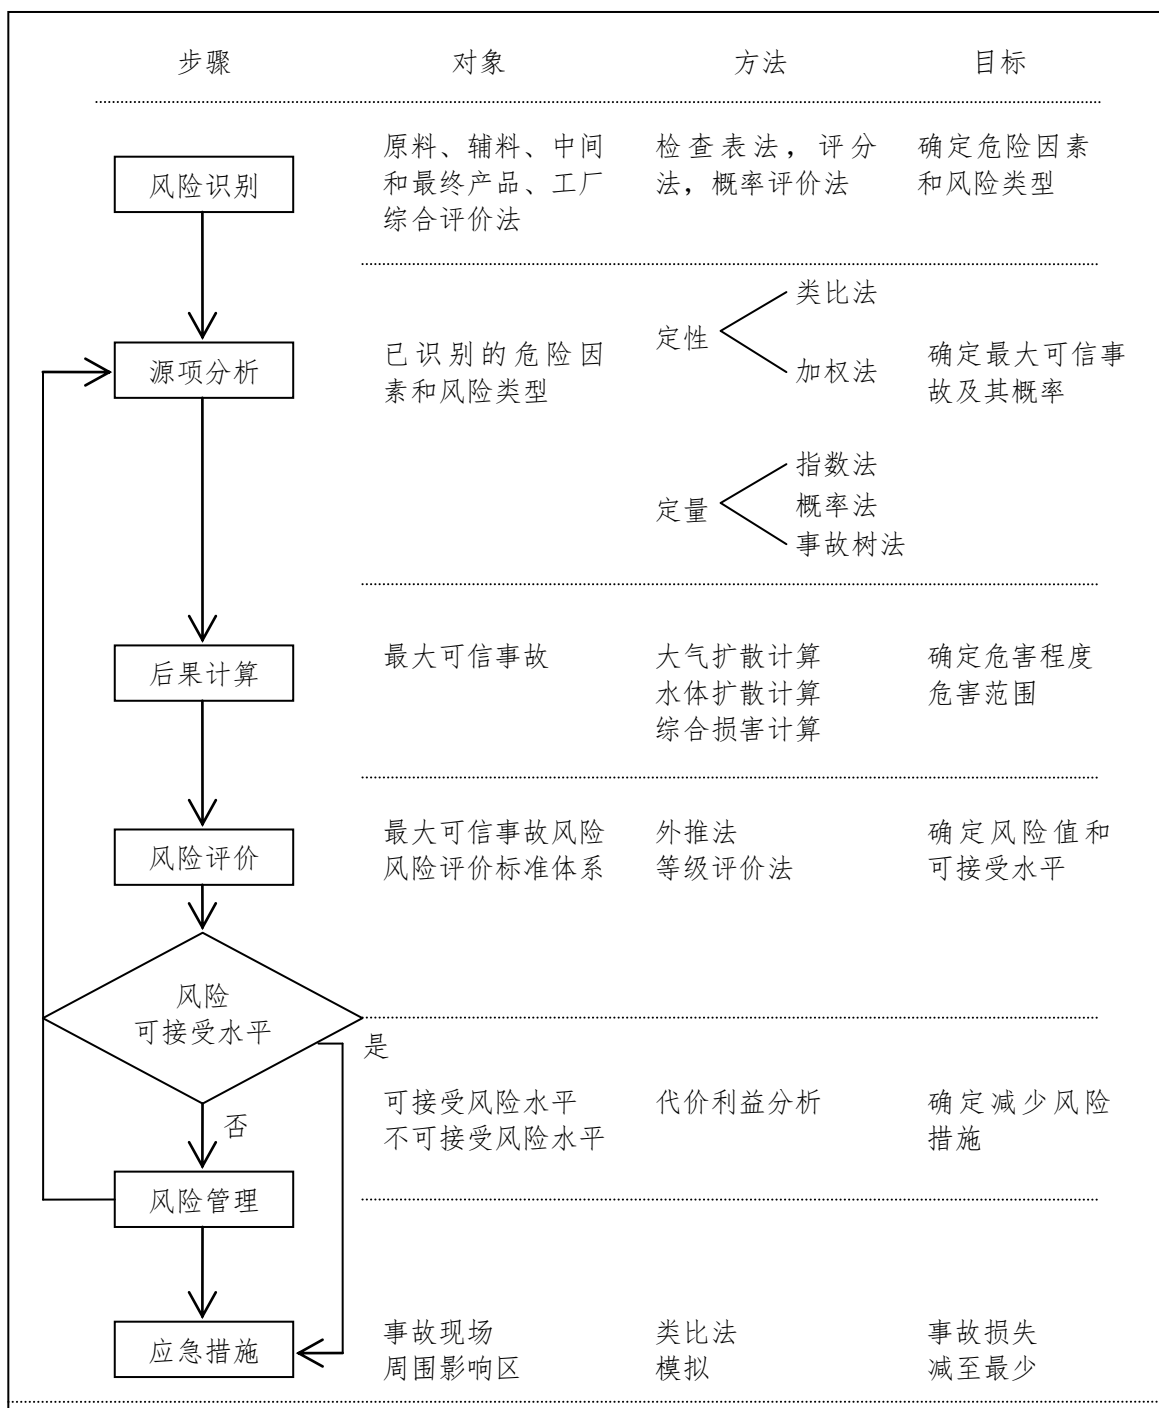 步骤 对象 方法 目标
风险识别
原料、辅料、中间
和最终产品、工厂
综合评价法
检查表法，评分
法，概率评价法
确定危险因素
和风险类型
源项分析
已识别的危险因
素和风险类型
定性
类比法
加权法
定量
指数法
概率法
事故树法
确定最大可信事
故及其概率
后果计算
最大可信事故
大气扩散计算
水体扩散计算
综合损害计算
确定危害程度
危害范围
风险评价
最大可信事故风险
风险评价标准体系
外推法
等级评价法
确定风险值和
可接受水平
风险
可接受水平
是
否
可接受风险水平
不可接受风险水平
代价利益分析
确定减少风险
措施
风险管理
应急措施
事故现场
周围影响区
类比法
模拟
事故损失
减至最少